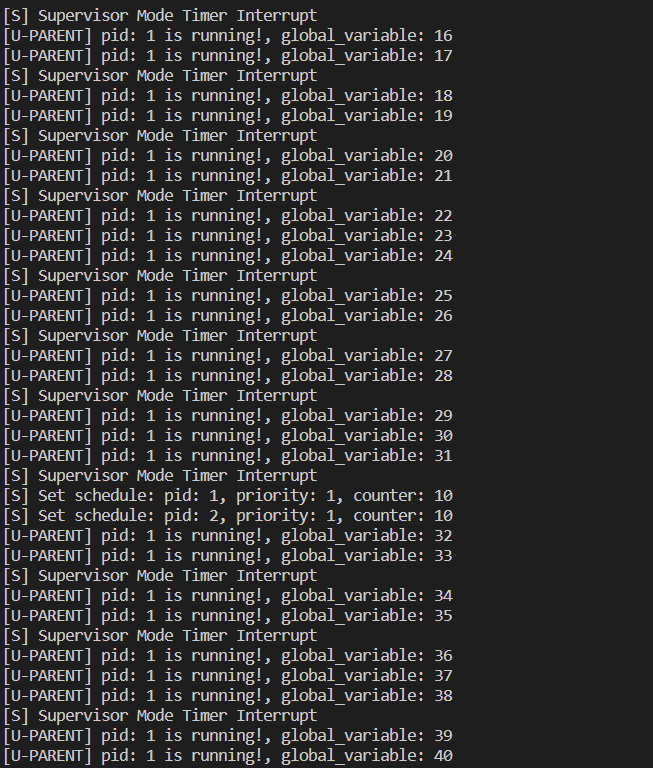 [S] Supervisor Mode Timer Interrupt
[U-PARENT] pid: 1 is running!, global_variable: 16
[U-PARENT] pid: 1 is running!, global_variable: 17
[S] Supervisor Mode Timer Interrupt
[U-PARENT] pid: 1 is running!, global_variable: 18
[U-PARENT] pid: 1 is running!, global_variable: 19
[S] Supervisor Mode Timer Interrupt
[U-PARENT] pid: 1 is running!, global_variable: 20
[U-PARENT] pid: 1 is running!, global_variable: 21
[S] Supervisor Mode Timer Interrupt
[U-PARENT] pid: 1 is running!, global_variable: 22
[U-PARENT] pid: 1 is running!, global_variable: 23
[U-PARENT] pid: 1 is running!, global_variable: 24
[S] Supervisor Mode Timer Interrupt
[U-PARENT] pid: 1 is running!, global_variable: 25
[U-PARENT] pid: 1 is running!, global_variable: 26
[S] Supervisor Mode Timer Interrupt
[U-PARENT] pid: 1 is running!, global_variable: 27
[U-PARENT] pid: 1 is running!, global_variable: 28
[S] Supervisor Mode Timer Interrupt
[U-PARENT] pid: 1 is running!, global_variable: 29
[U-PARENT] pid: 1 is running!, global_variable: 30
[U-PARENT] pid: 1 is running!, global_variable: 31
[S] Supervisor Mode Timer Interrupt
[S] Set schedule: pid: 1, priority: 1, counter: 10
[S] Set schedule: pid: 2, priority: 1, counter: 10
[U-PARENT] pid: 1 is running!, global_variable: 32
[U-PARENT] pid: 1 is running!, global_variable: 33
[S] Supervisor Mode Timer Interrupt
[U-PARENT] pid: 1 is running!, global_variable: 34
[U-PARENT] pid: 1 is running!, global_variable: 35
[S] Supervisor Mode Timer Interrupt
[U-PARENT] pid: 1 is running!, global_variable: 36
[U-PARENT] pid: 1 is running!, global_variable: 37
[U-PARENT] pid: 1 is running!, global_variable: 38
[S] Supervisor Mode Timer Interrupt
[U-PARENT] pid: 1 is running!, global_variable: 39
[U-PARENT] pid: 1 is running!, global_variable: 40